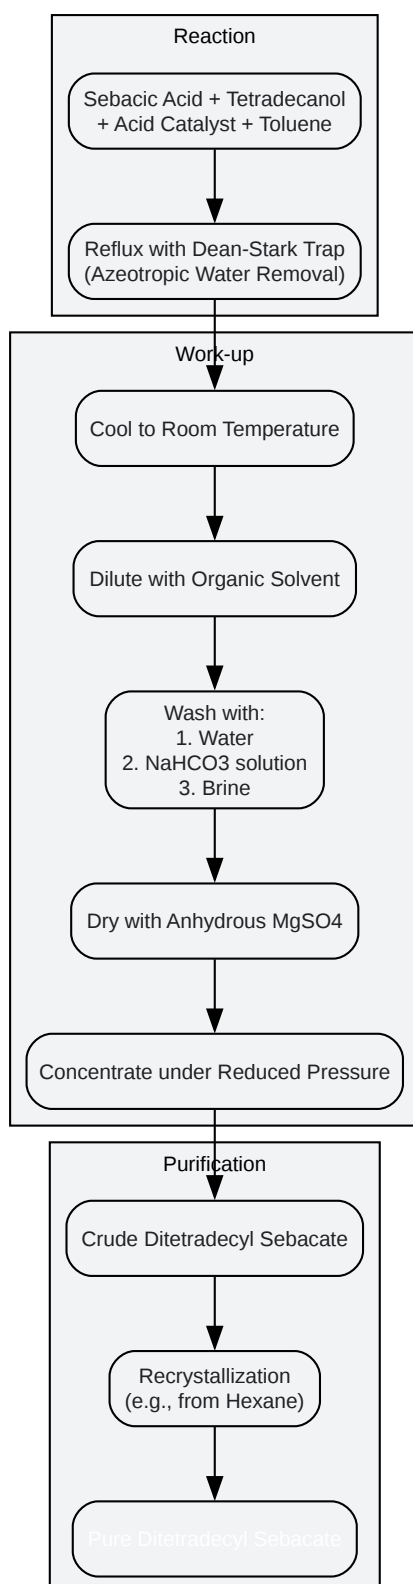 Reaction
Sebacic Acid + Tetradecanol
+ Acid Catalyst + Toluene
Reflux with Dean-Stark Trap
(Azeotropic Water Removal)
Work-up
Cool to Room Temperature
Dilute with Organic Solvent
Wash with:
1. Water
2. NaHCO3 solution
3. Brine
Dry with Anhydrous MgSO4
Concentrate under Reduced Pressure
Purification
Crude Ditetradecyl Sebacate
Recrystallization
(e.g., from Hexane)
Pure Ditetradecyl Sebacate